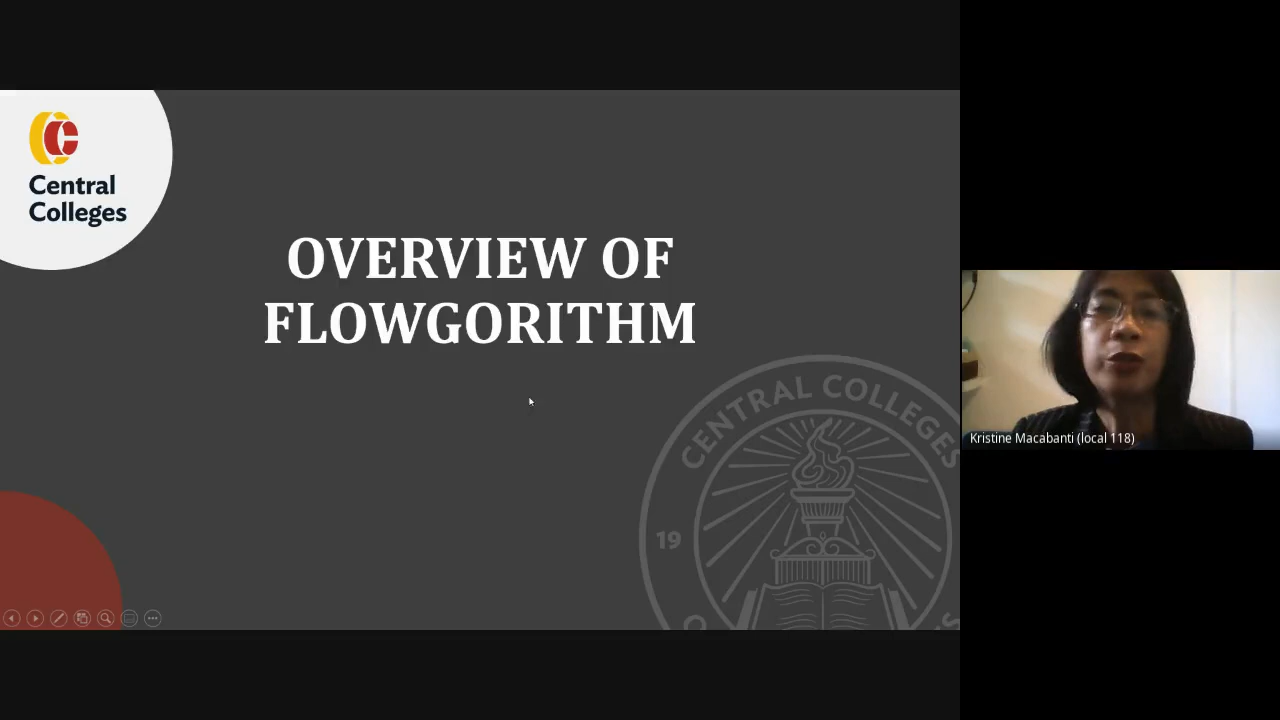 Central
Colleges
OVERVIEW OF
FLOWGORITHM
CENTRAL COLLEGES
19
Kristine Macabanti (local 118)